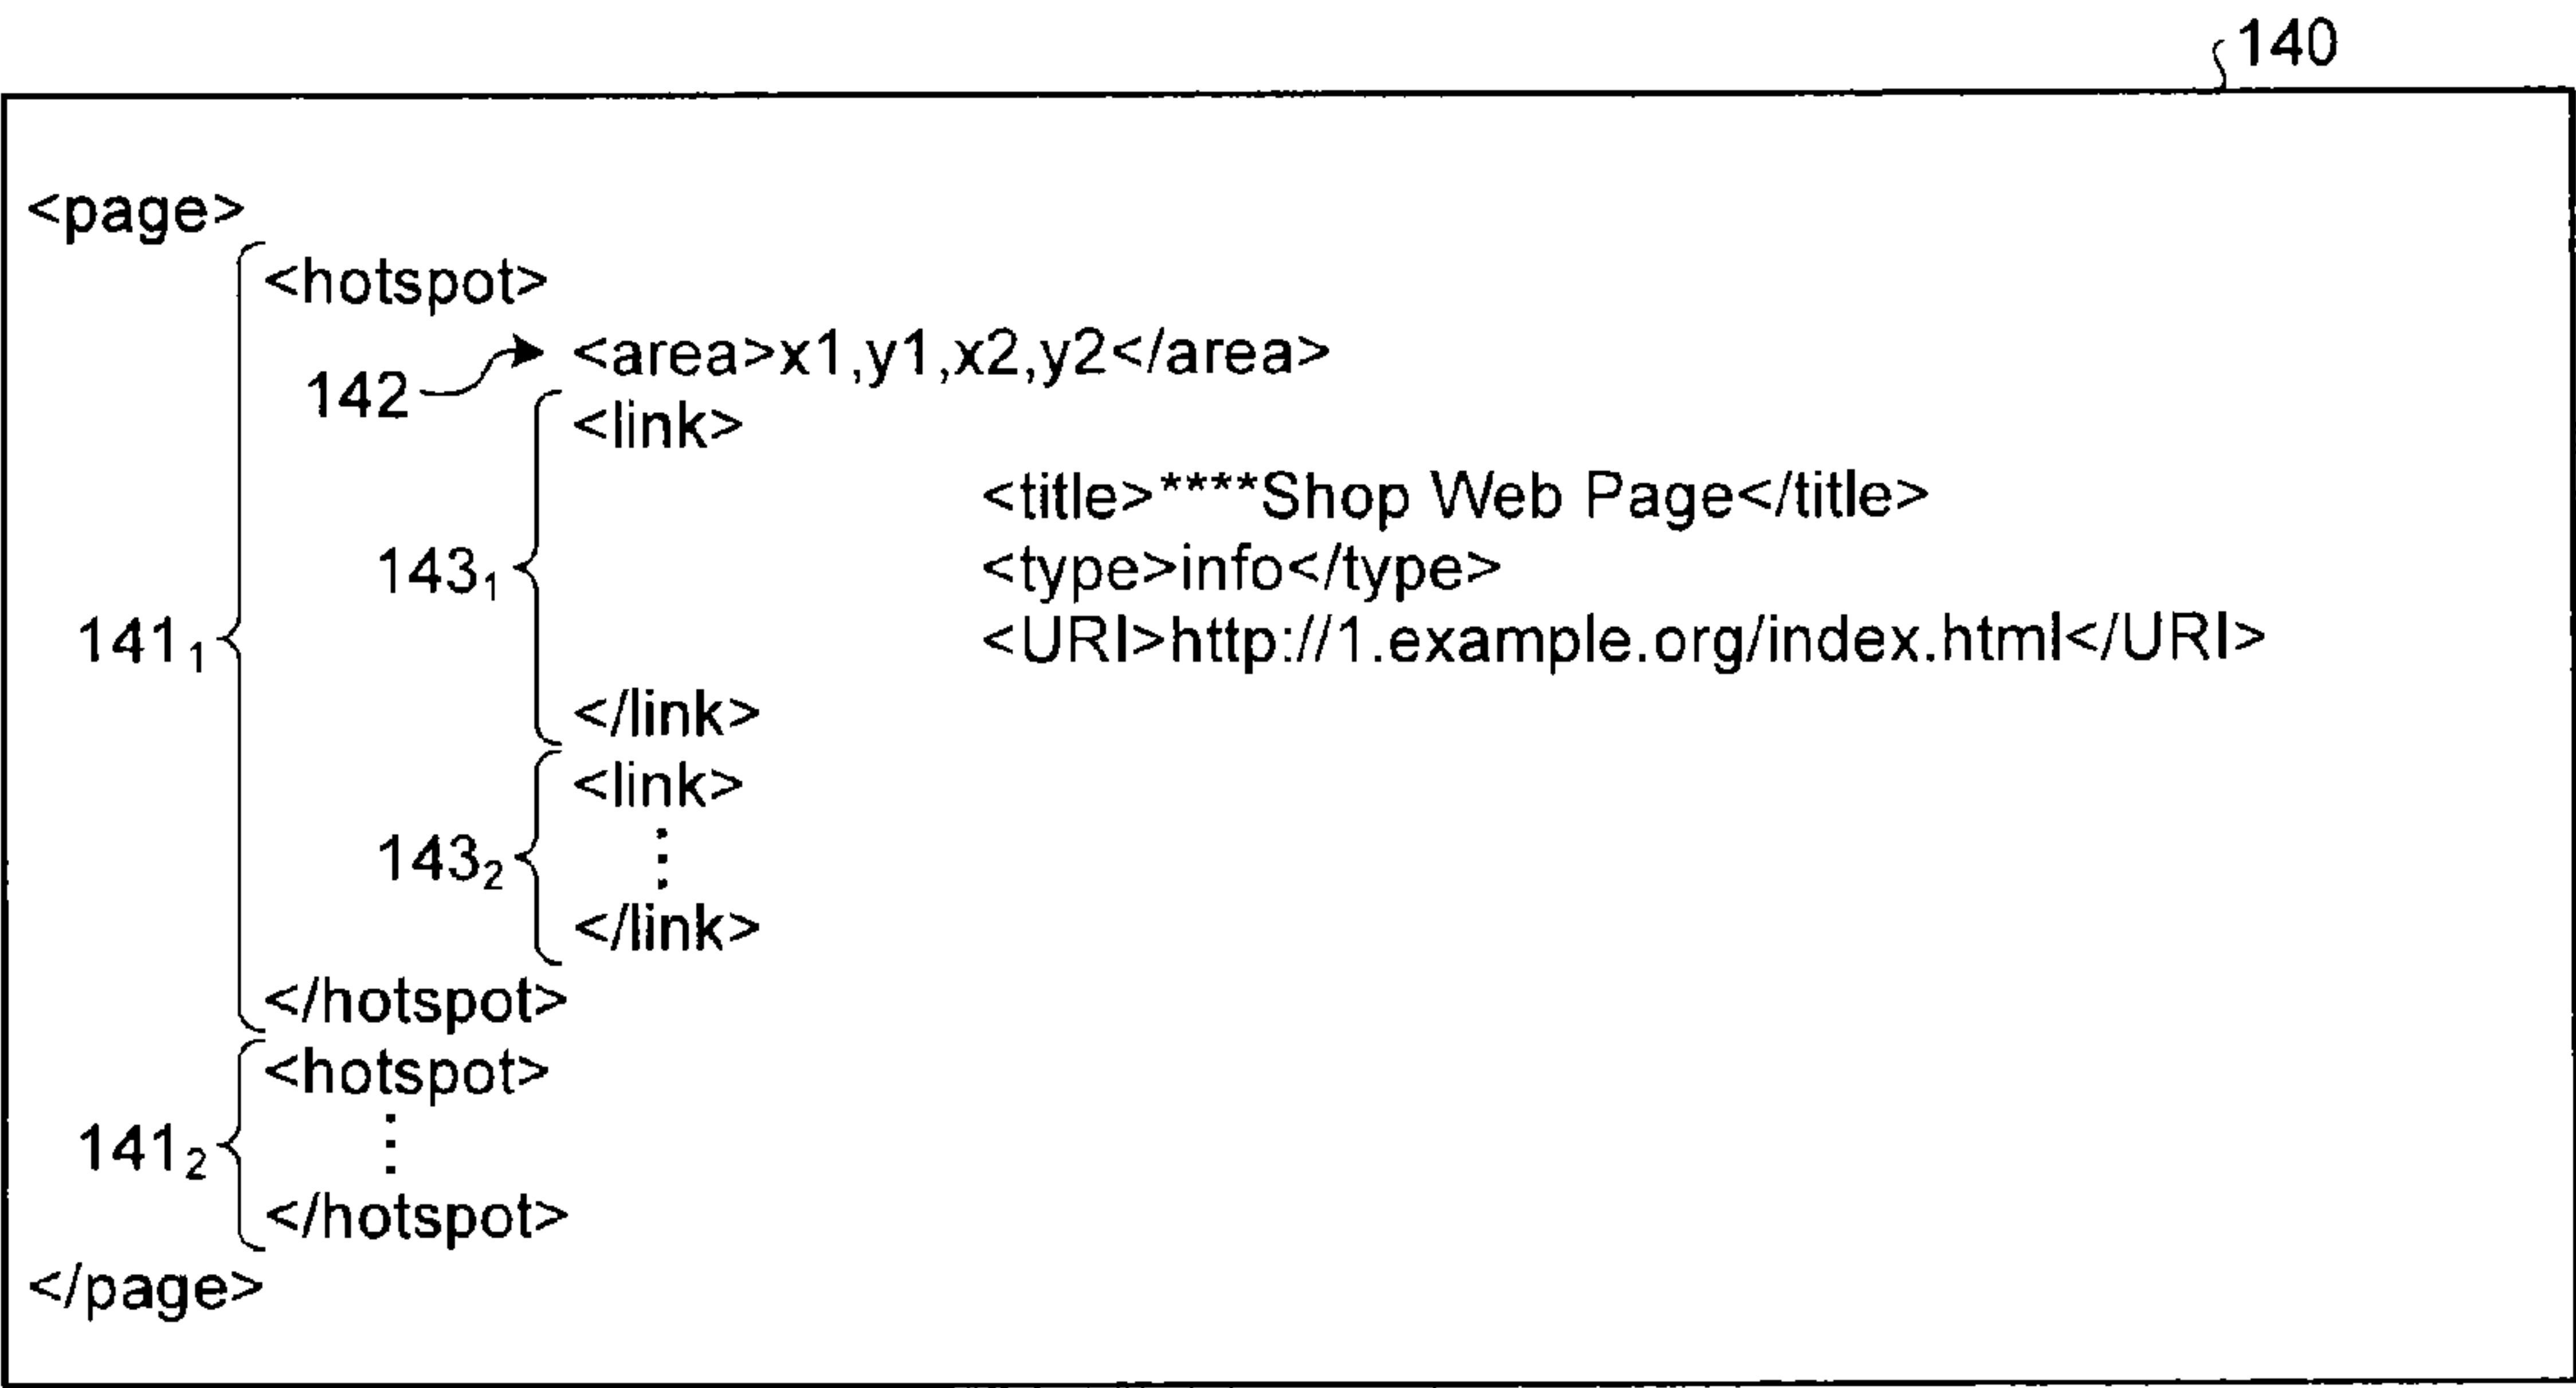 140
<page>
<hotspot>
142 <area>x1,y1,x2,y2</area>
<link>
<title>****Shop Web Page</title>
143₁ <type>info</type>
141₁ <URI>http://1.example.org/index.html</URI>
</link>
<link>
143₂ ⋮
</link>
</hotspot>
<hotspot>
141₂ ⋮
</hotspot>
</page>